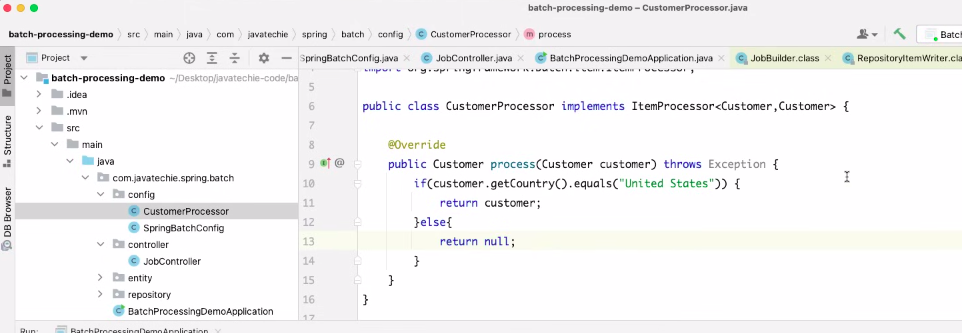 batch-processing-demo – CustomerProcessor.java
batch-processing-demo › src › main › java › com › javatechie › spring › batch › config › CustomerProcessor › process
Batch
Project
SpringBatchConfig.java × JobController.java × BatchProcessingDemoApplication.java × JobBuilder.class × RepositoryItemWriter.cla
Project
Structure
DB Browser
batch-processing-demo ~/Desktop/javatechie-code/ba
.idea
.mvn
src
main
java
com.javatechie.spring.batch
config
CustomerProcessor
SpringBatchConfig
controller
JobController
entity
repository
BatchProcessingDemoApplication
import org.springframework.batch.item.ItemProcessor;
5
6 public class CustomerProcessor implements ItemProcessor<Customer,Customer> {
7
8 @Override
9 @ public Customer process(Customer customer) throws Exception {
10 if(customer.getCountry().equals("United States")) {
11 return customer;
12 }else{
13 return null;
14 }
15 }
16 }
17
Run: BatchProcessingDemoApplication ×